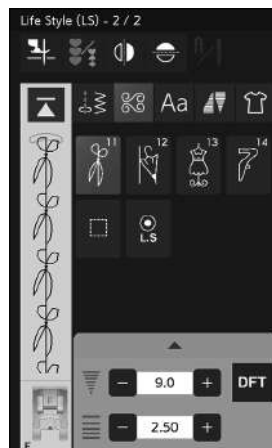 Life Style (LS) - 2 / 2
Aa
11 12 13 14
L.S
− 9.0 + DFT
− 2.50 +
F